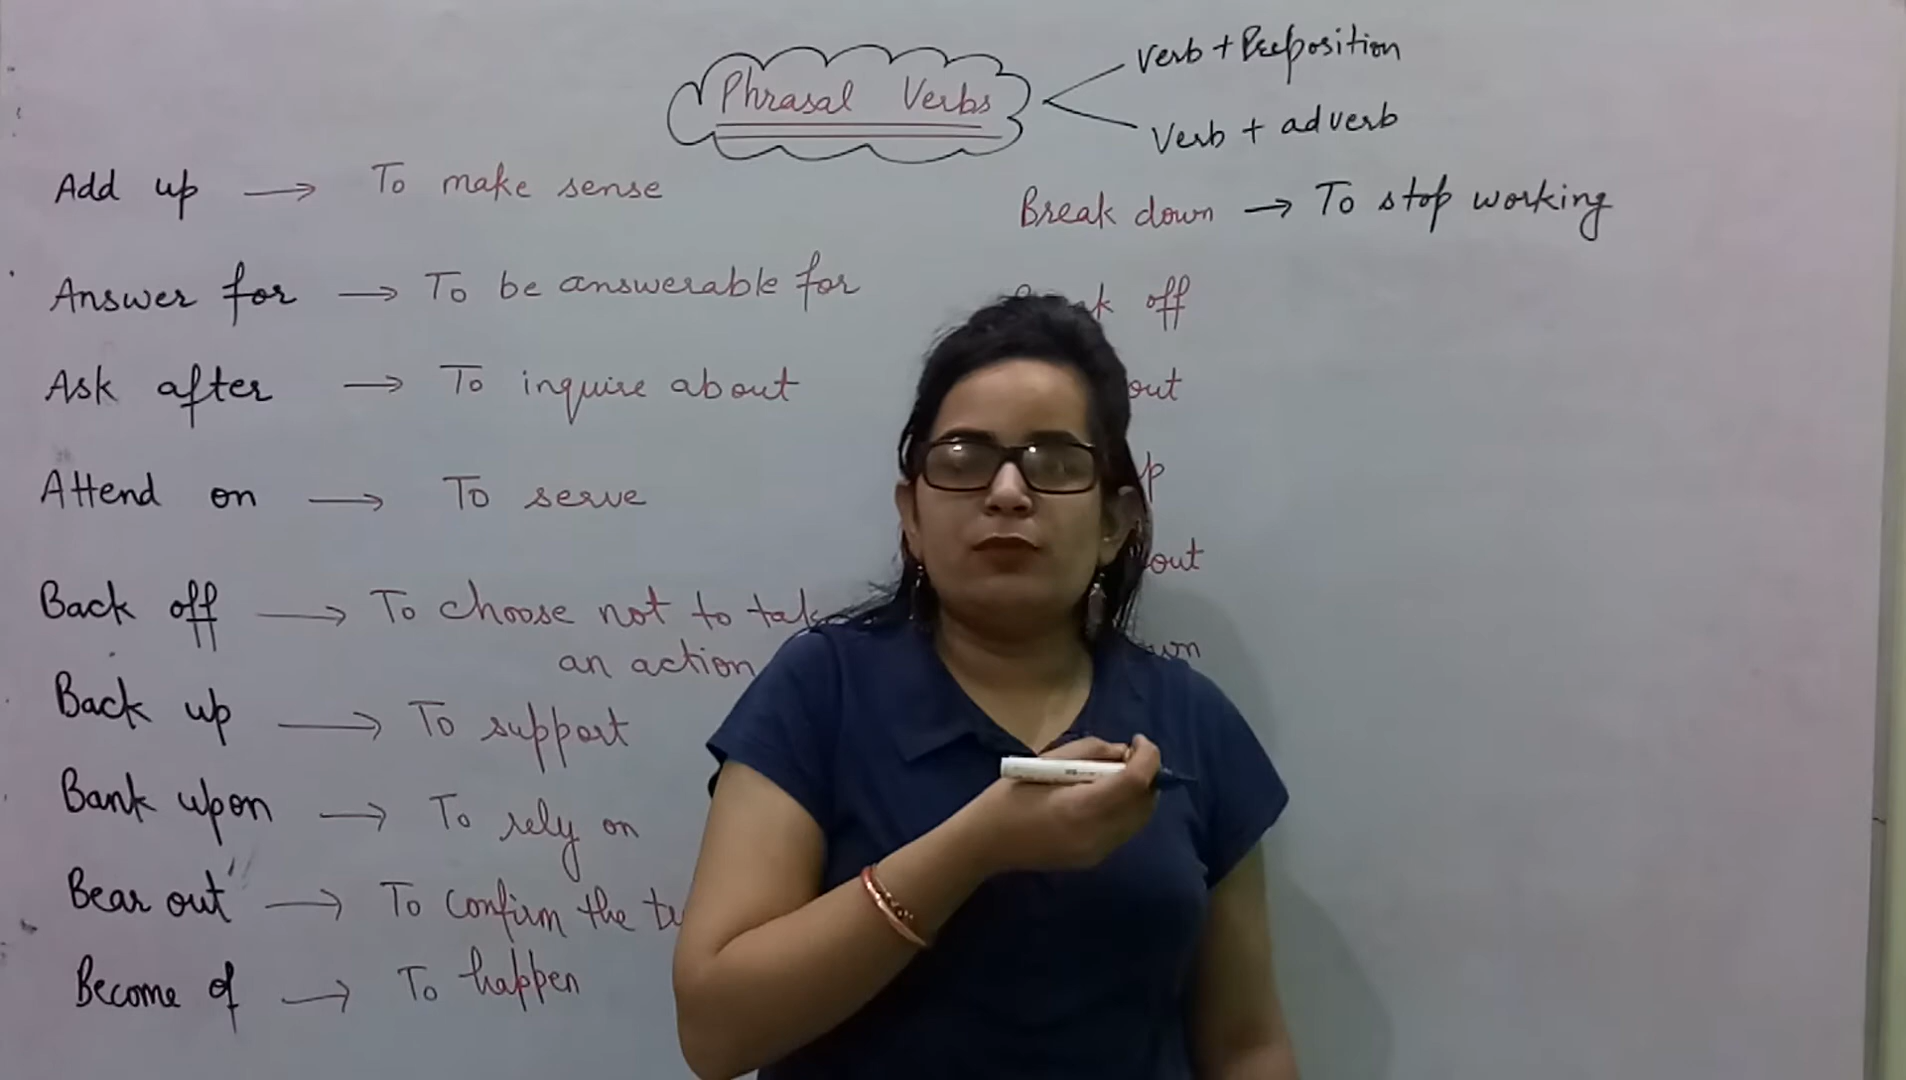 Phrasal Verbs
Verb + Preposition
Verb + adverb
Add up → To make sense
Answer for → To be answerable for
Ask after → To inquire about
Attend on → To serve
Back off → To choose not to
an action
Back up → To support
Bank upon → To rely on
Bear out → To confirm the
Become of → To happen
Break down → To stop working
off
out
out